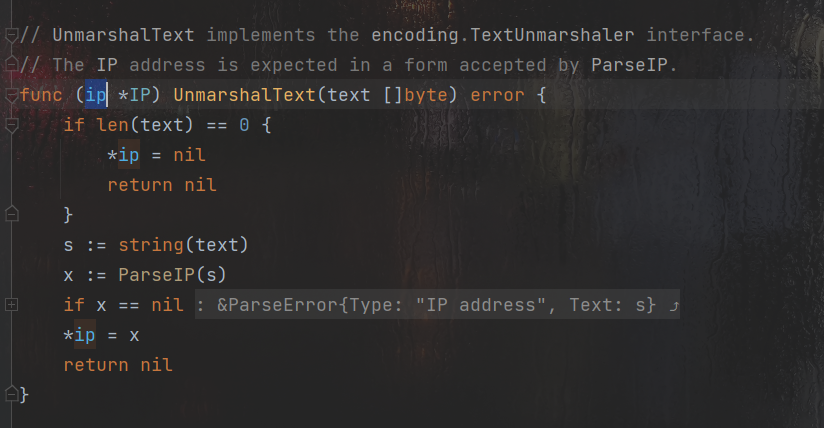 // UnmarshalText implements the encoding.TextUnmarshaler interface.
// The IP address is expected in a form accepted by ParseIP.
func (ip *IP) UnmarshalText(text []byte) error {
    if len(text) == 0 {
        *ip = nil
        return nil
    }
    s := string(text)
    x := ParseIP(s)
    if x == nil : &ParseError{Type: "IP address", Text: s} ⤴
    *ip = x
    return nil
}